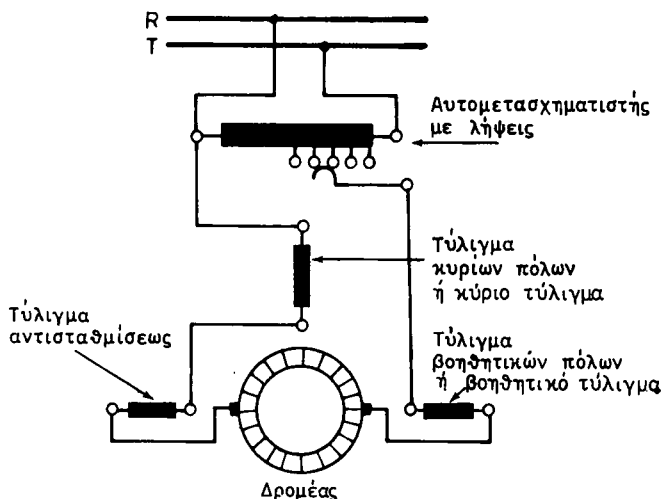 R
T
Αυτομετασχηματιστής
με λήψεις
Τύλιγμα
κυρίων πόλων
ή κύριο τύλιγμα
Τύλιγμα
αντισταθμίσεως
Τύλιγμα
βοηθητικών πόλων
ή βοηθητικό τύλιγμα
Δρομέας